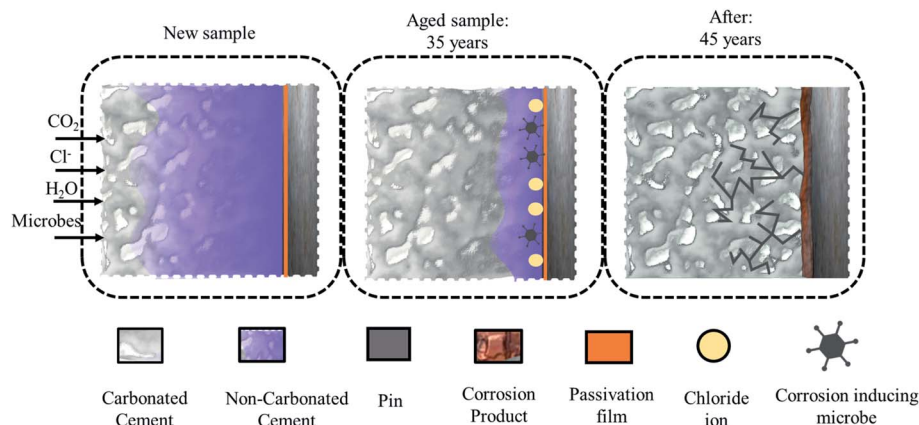 New sample
Aged sample:
35 years
After:
45 years
CO₂
Cl⁻
H₂O
Microbes
Carbonated
Cement
Non-Carbonated
Cement
Pin
Corrosion
Product
Passivation
film
Chloride
ion
Corrosion inducing
microbe